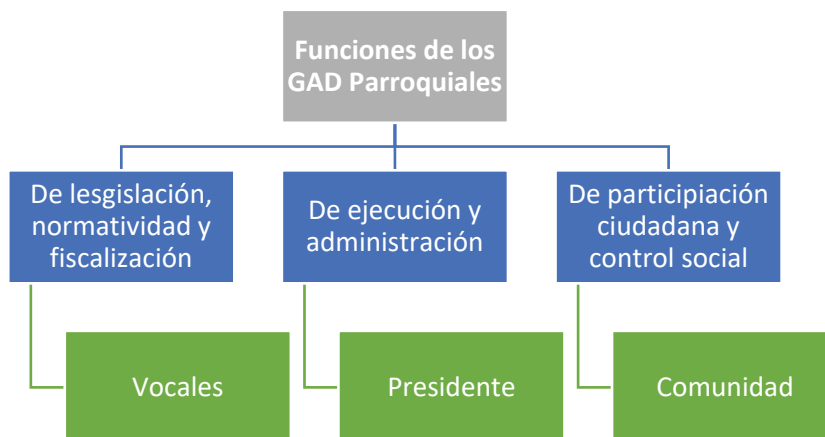 Funciones de los
GAD Parroquiales
De lesgislación,
normatividad y
fiscalización
De ejecución y
administración
De participiación
ciudadana y
control social
Vocales
Presidente
Comunidad